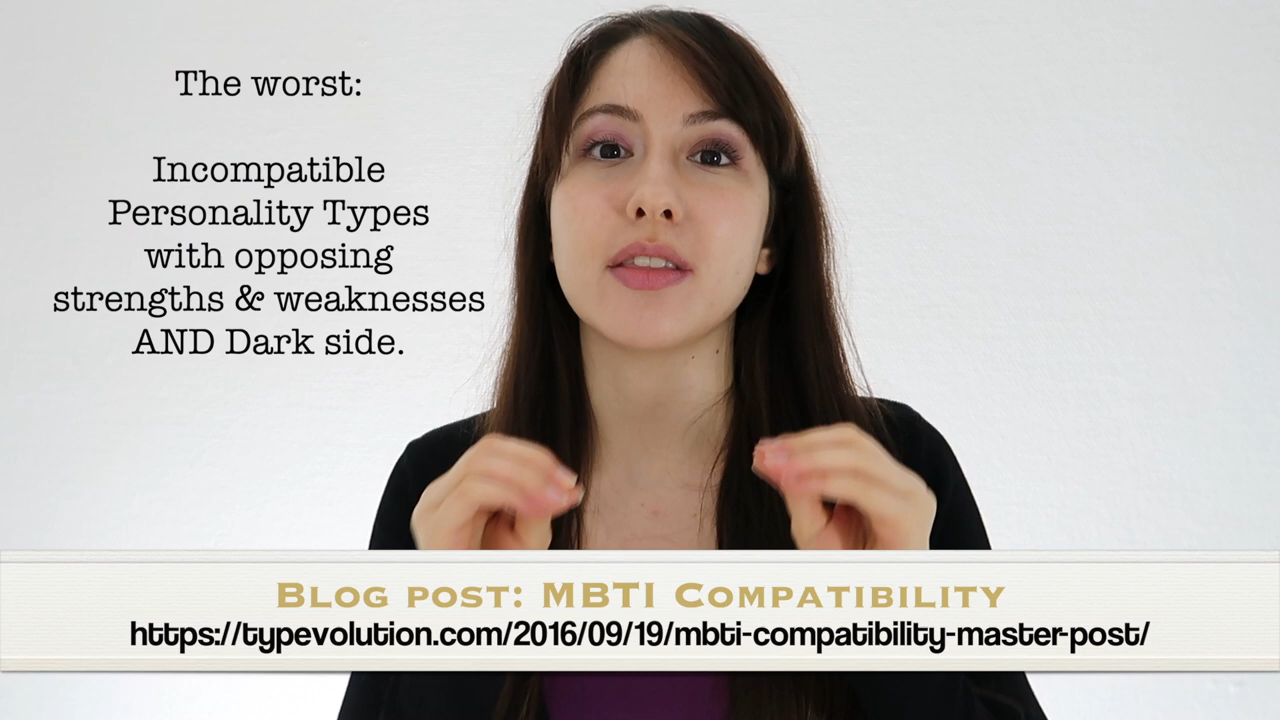 The worst:
Incompatible
Personality Types
with opposing
strengths & weaknesses
AND Dark side.
Blog post: MBTI Compatibility
https://typevolution.com/2016/09/19/mbti-compatibility-master-post/